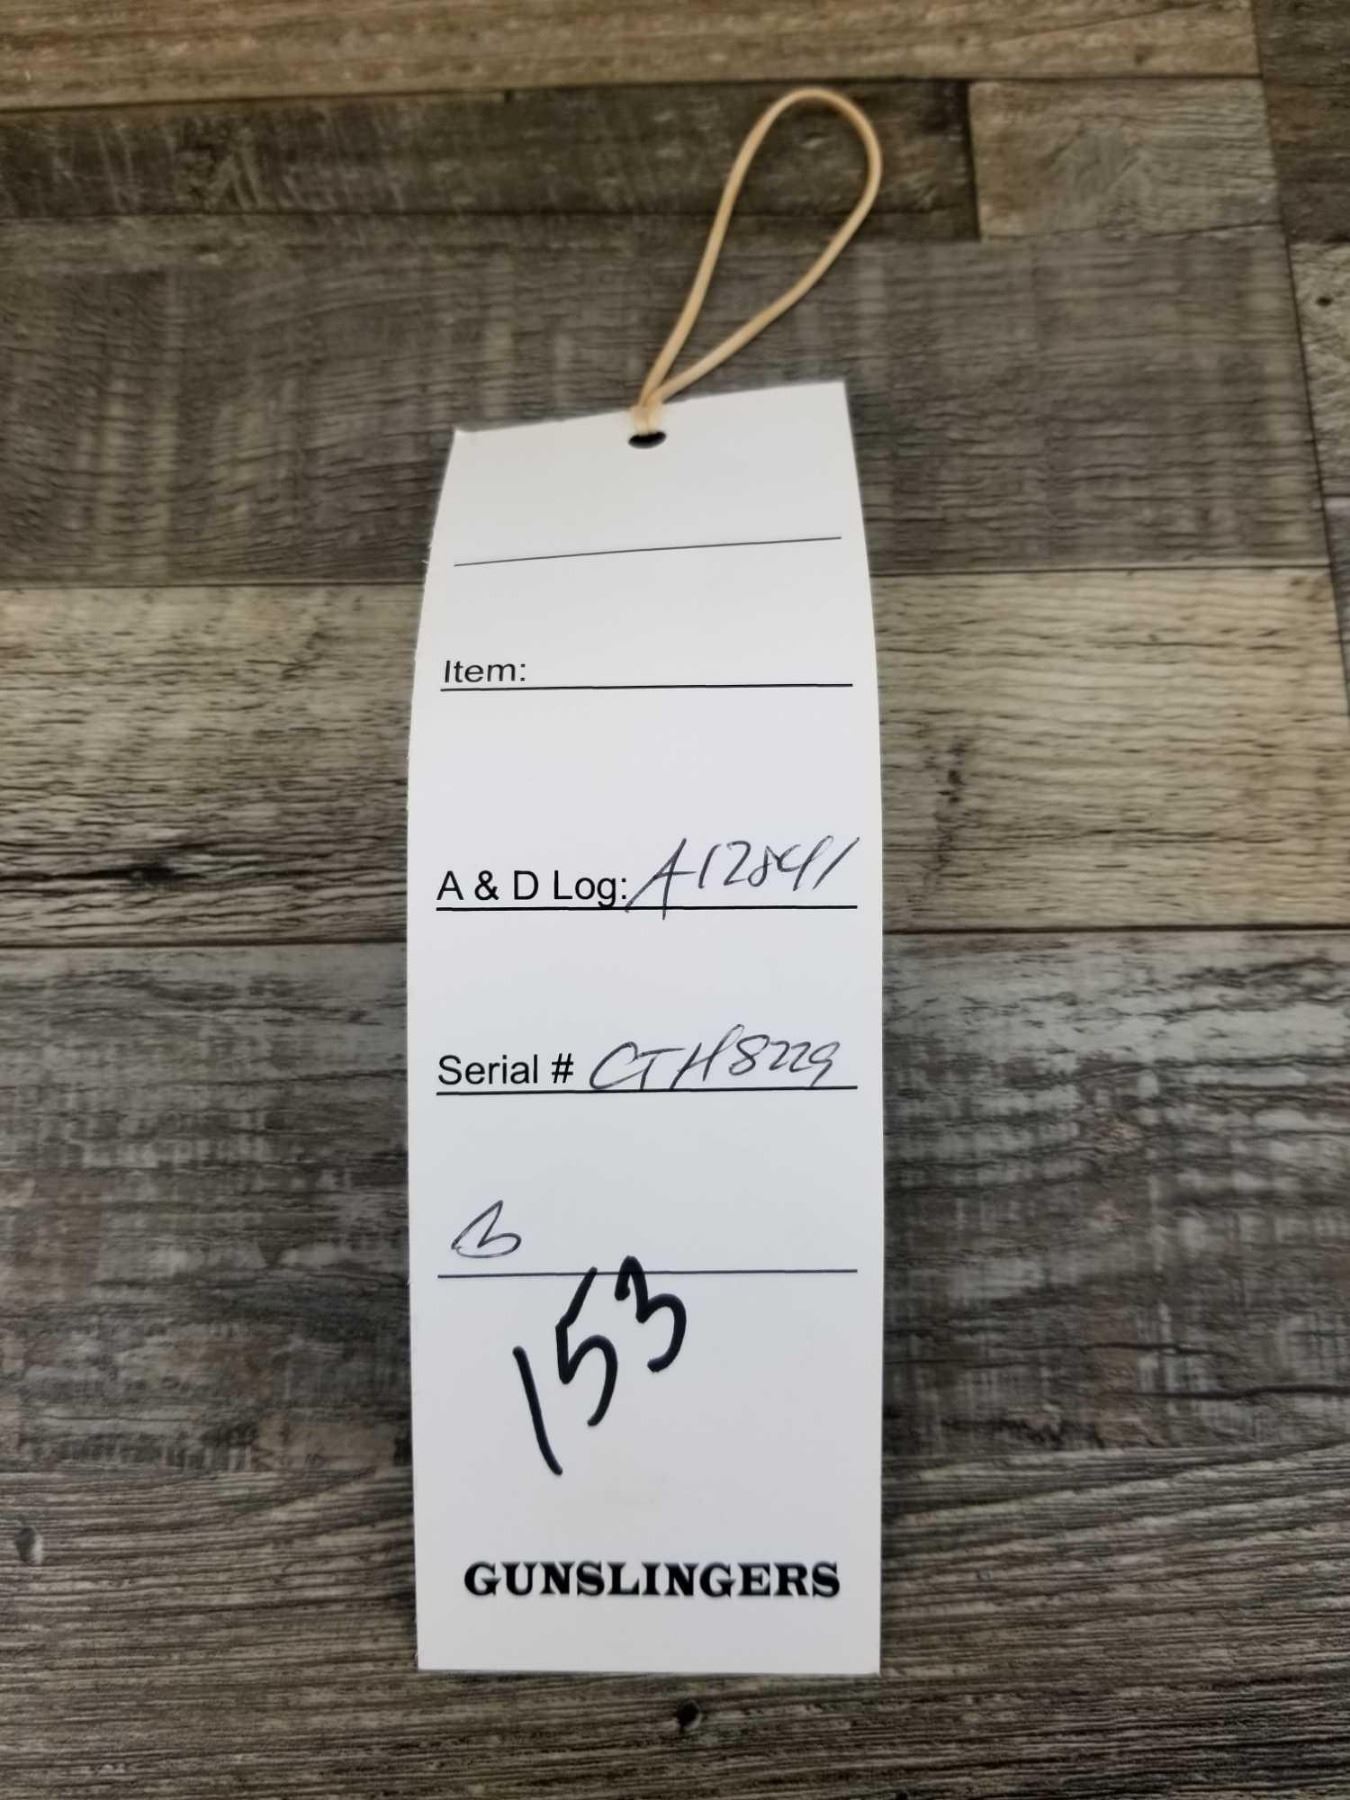 Item:
A & D Log: A12841
Serial # CTH8229
B
153
GUNSLINGERS